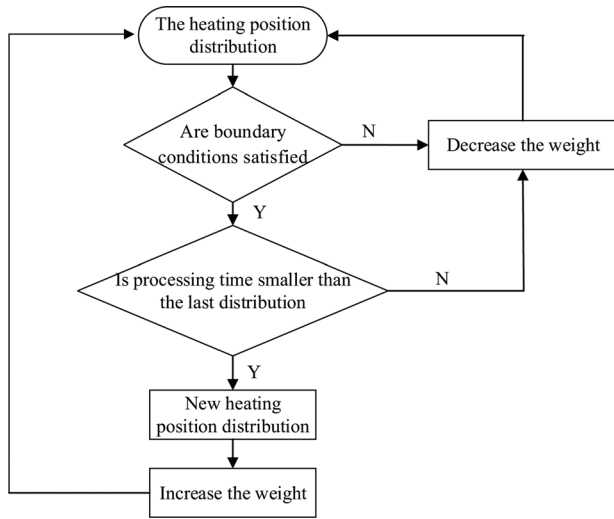 The heating position
distribution
Are boundary
conditions satisfied
N
Decrease the weight
Y
Is processing time smaller than
the last distribution
N
Y
New heating
position distribution
Increase the weight